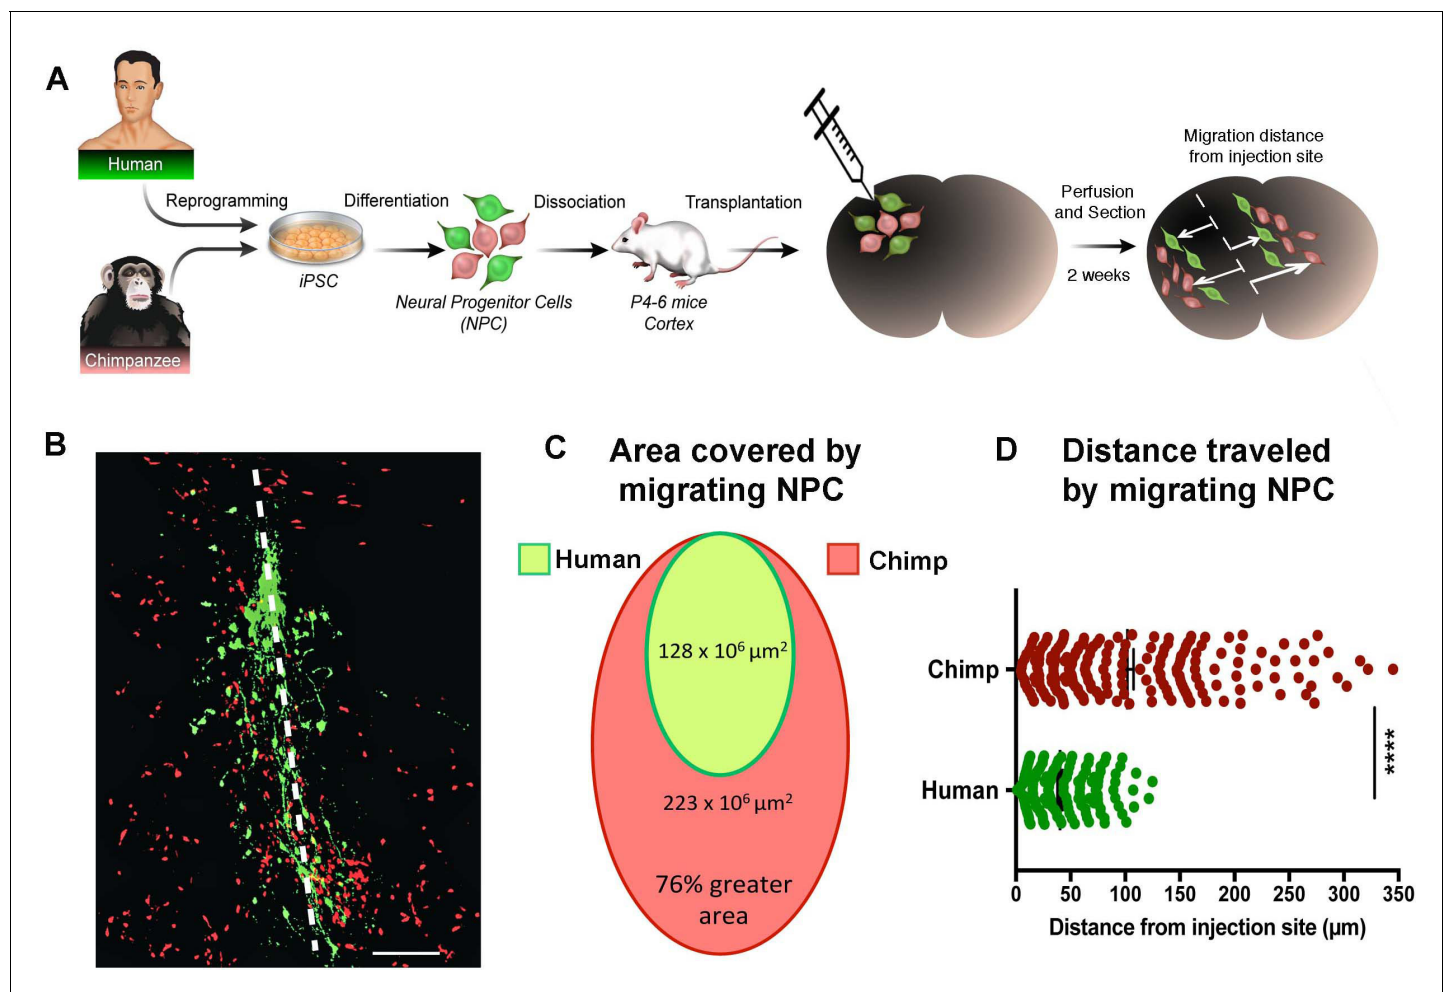 A
Human
Reprogramming
Chimpanzee
iPSC
Differentiation
Neural Progenitor Cells
(NPC)
Dissociation
P4-6 mice
Cortex
Transplantation
Perfusion
and Section
2 weeks
Migration distance
from injection site
B
C
Area covered by
migrating NPC
Human
Chimp
128 x 10⁶ µm²
223 x 10⁶ µm²
76% greater
area
D
Distance traveled
by migrating NPC
Chimp
Human
****
0 50 100 150 200 250 300 350
Distance from injection site (µm)